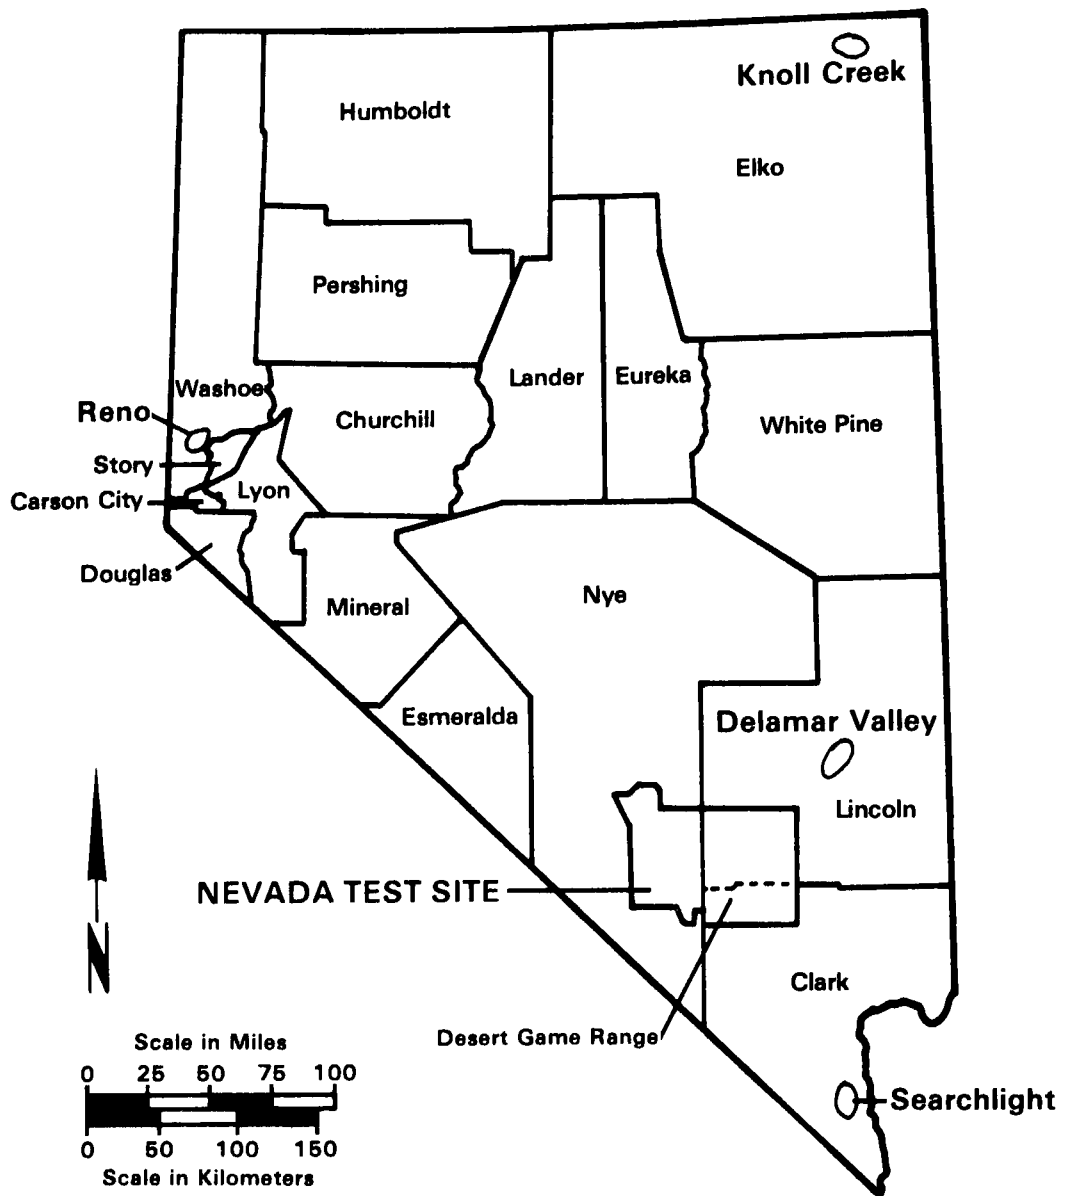 Knoll Creek
Humboldt
Elko
Pershing
Lander
Eureka
Washoe
Reno
Churchill
White Pine
Story
Lyon
Carson City
Douglas
Mineral
Nye
Esmeralda
Delamar Valley
Lincoln
NEVADA TEST SITE
Clark
Desert Game Range
N
Scale in Miles
0 25 50 75 100
0 50 100 150
Scale in Kilometers
Searchlight